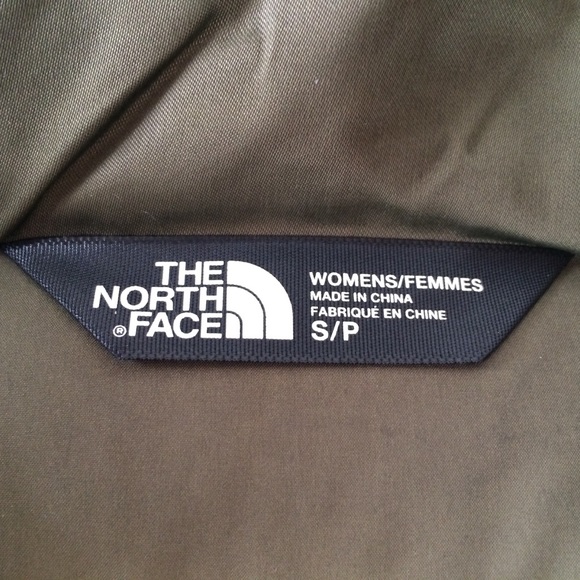 THE
NORTH
® FACE
WOMENS/FEMMES
MADE IN CHINA
FABRIQUÉ EN CHINE
S/P